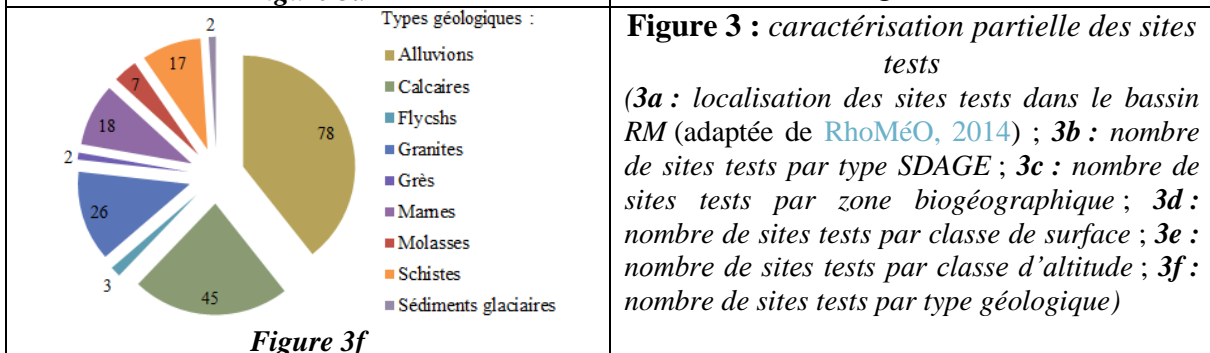 Types géologiques :
Alluvions
Calcaires
Flycshs
Granites
Grès
Marnes
Molasses
Schistes
Sédiments glaciaires
2
17
7
18
2
26
3
45
78
Figure 3f
Figure 3 : caractérisation partielle des sites
tests
(3a : localisation des sites tests dans le bassin
RM (adaptée de RhoMéO, 2014) ; 3b : nombre
de sites tests par type SDAGE ; 3c : nombre de
sites tests par zone biogéographique ; 3d :
nombre de sites tests par classe de surface ; 3e :
nombre de sites tests par classe d'altitude ; 3f :
nombre de sites tests par type géologique)